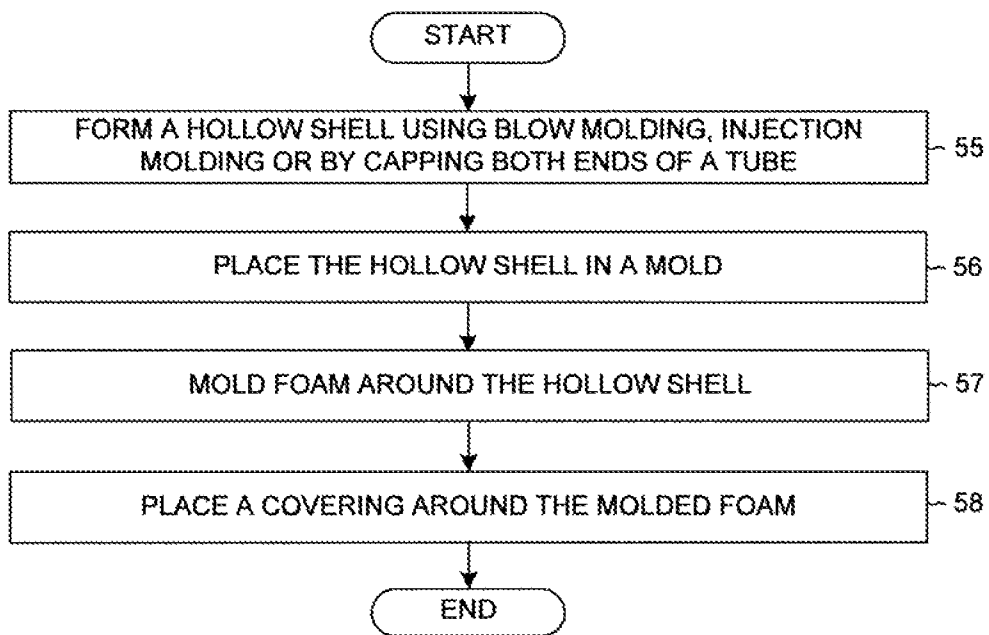 START
FORM A HOLLOW SHELL USING BLOW MOLDING, INJECTION
MOLDING OR BY CAPPING BOTH ENDS OF A TUBE
55
PLACE THE HOLLOW SHELL IN A MOLD
56
MOLD FOAM AROUND THE HOLLOW SHELL
57
PLACE A COVERING AROUND THE MOLDED FOAM
58
END